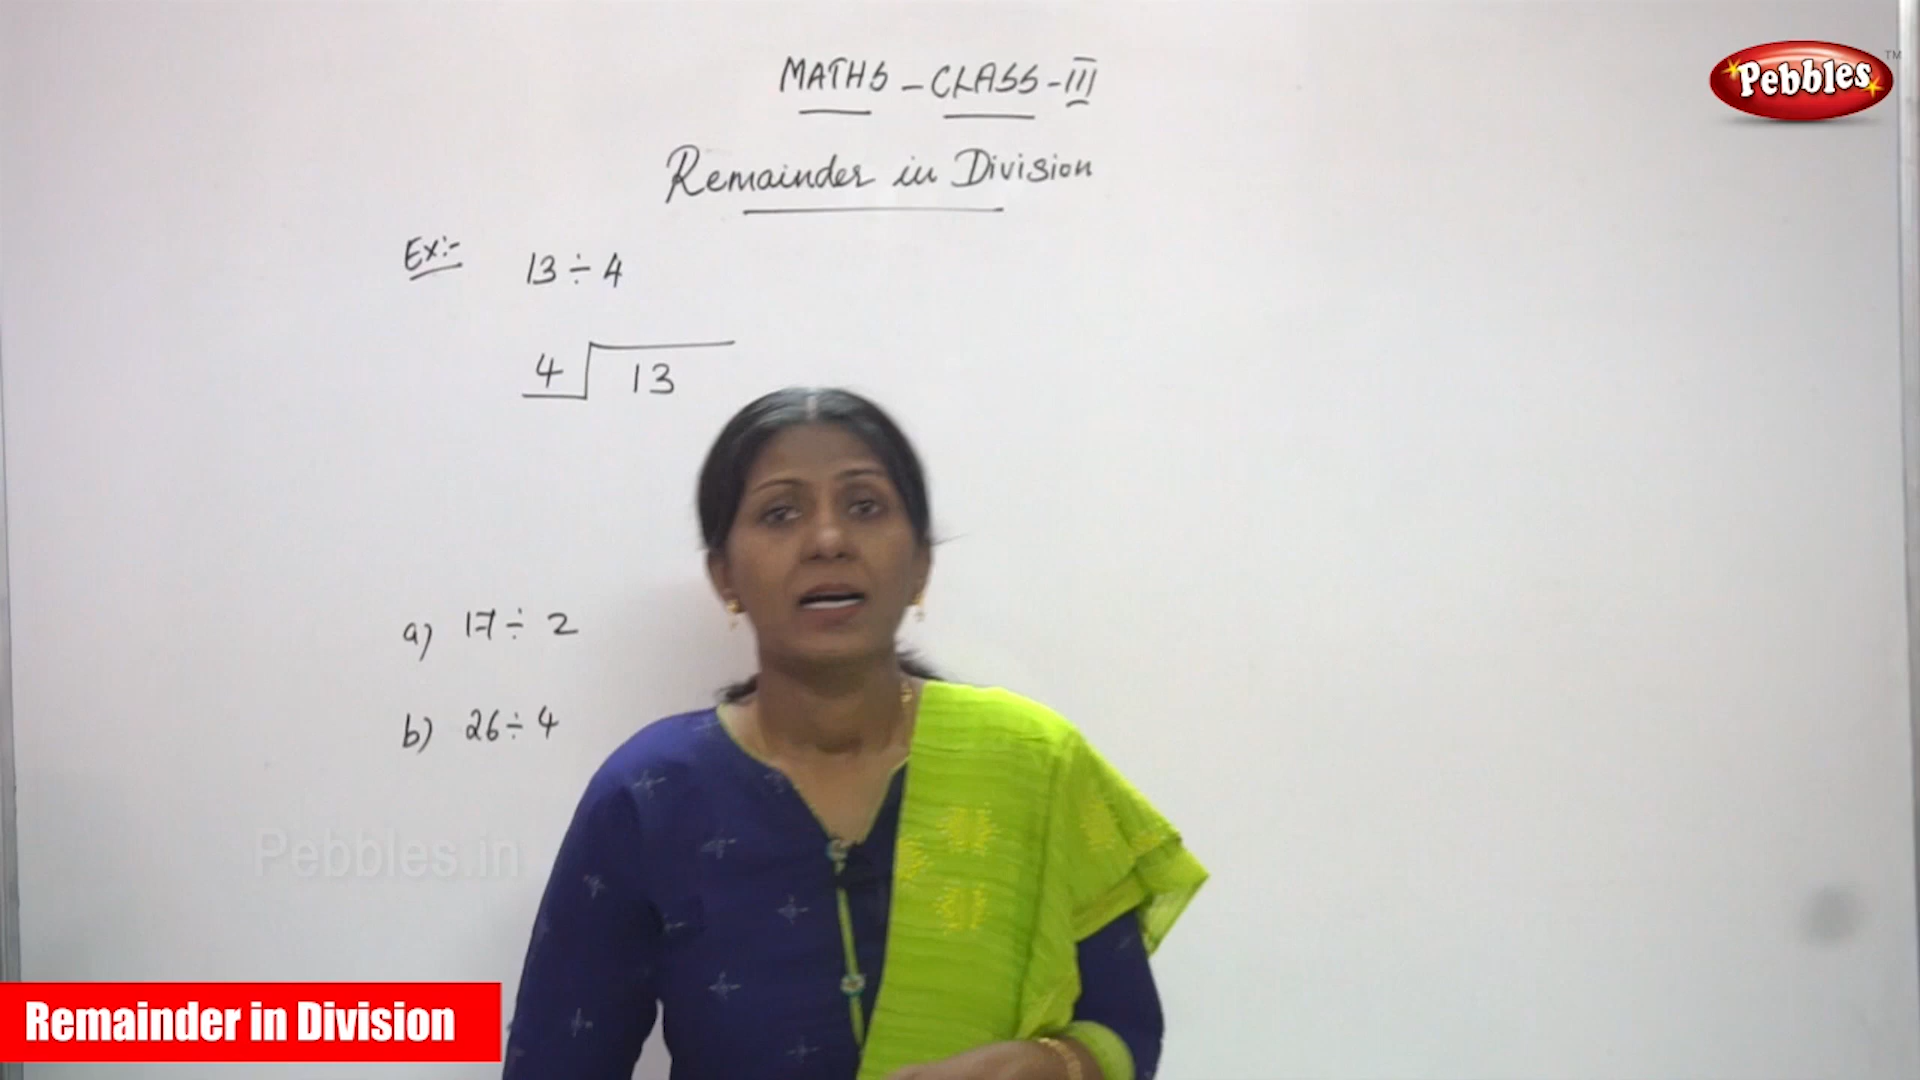 MATHS - CLASS - III
Pebbles TM
Remainder in Division
Ex:- 13 ÷ 4
4 13
a) 17 ÷ 2
b) 26 ÷ 4
Pebbles.in
Remainder in Division